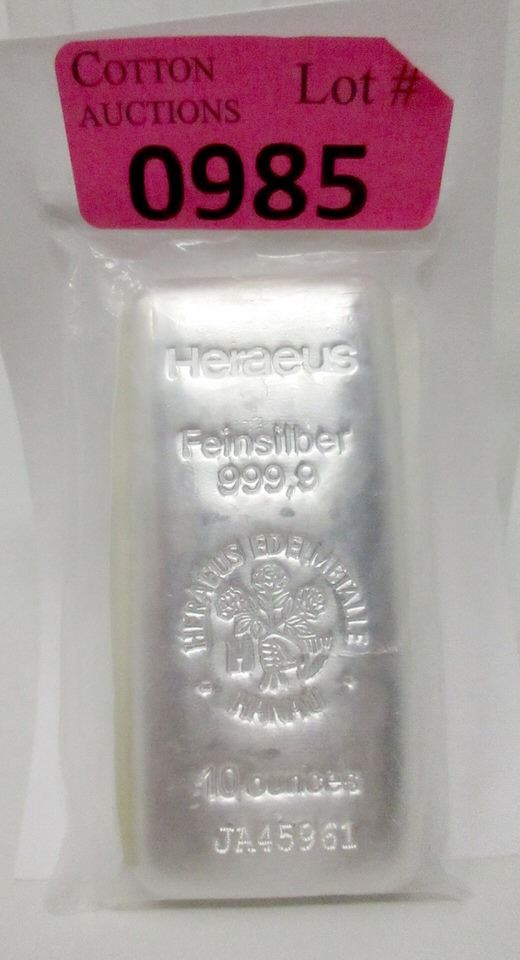 COTTON Lot #
AUCTIONS
0985
Heraeus
Feinsilber
999,9
HERAEUS EDELMETALLE
H
HANAU
10 ounces
JA45961